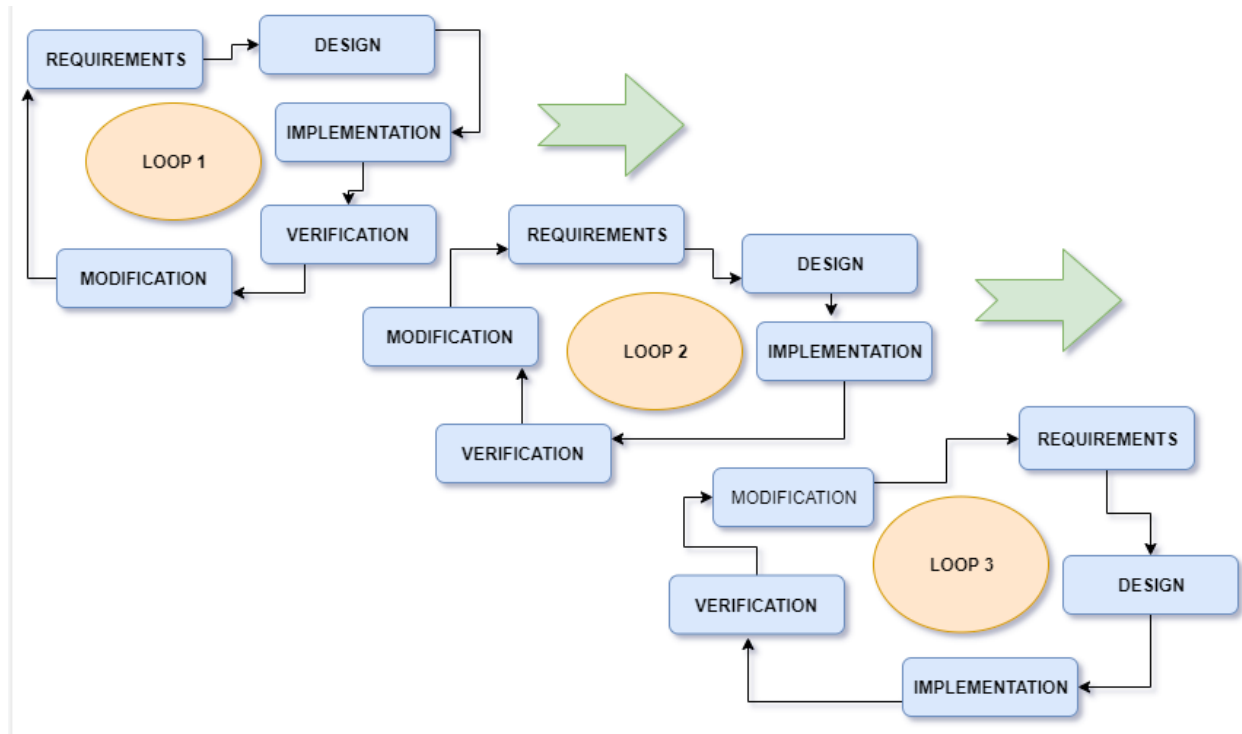 REQUIREMENTS
DESIGN
IMPLEMENTATION
LOOP 1
VERIFICATION
MODIFICATION
REQUIREMENTS
DESIGN
MODIFICATION
LOOP 2
IMPLEMENTATION
VERIFICATION
REQUIREMENTS
MODIFICATION
LOOP 3
DESIGN
VERIFICATION
IMPLEMENTATION